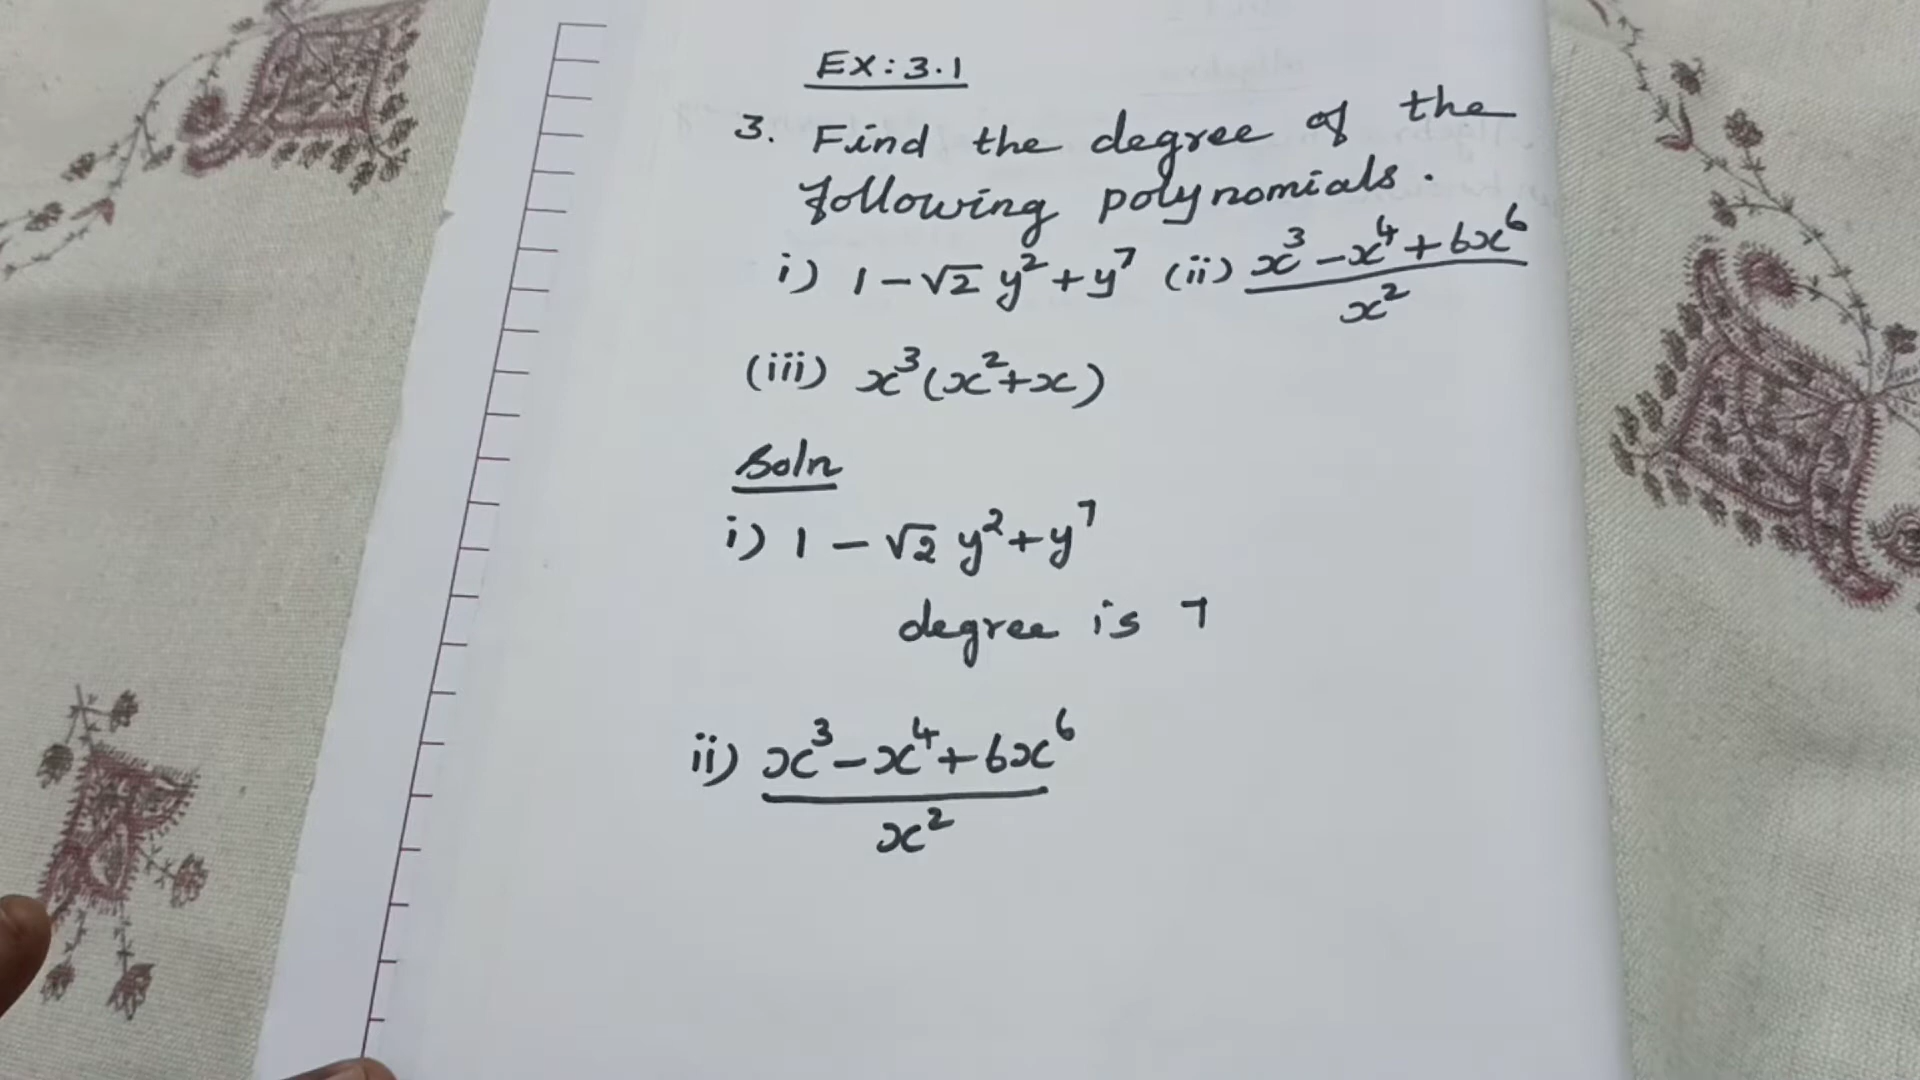 EX: 3.1
3. Find the degree of the
following polynomials.
i) 1 - √2 y² + y⁷ (ii) x³ - x⁴ + 6x⁶ / x²
(iii) x³(x² + x)
Soln
i) 1 - √2 y² + y⁷
degree is 7
ii) x³ - x⁴ + 6x⁶
x²